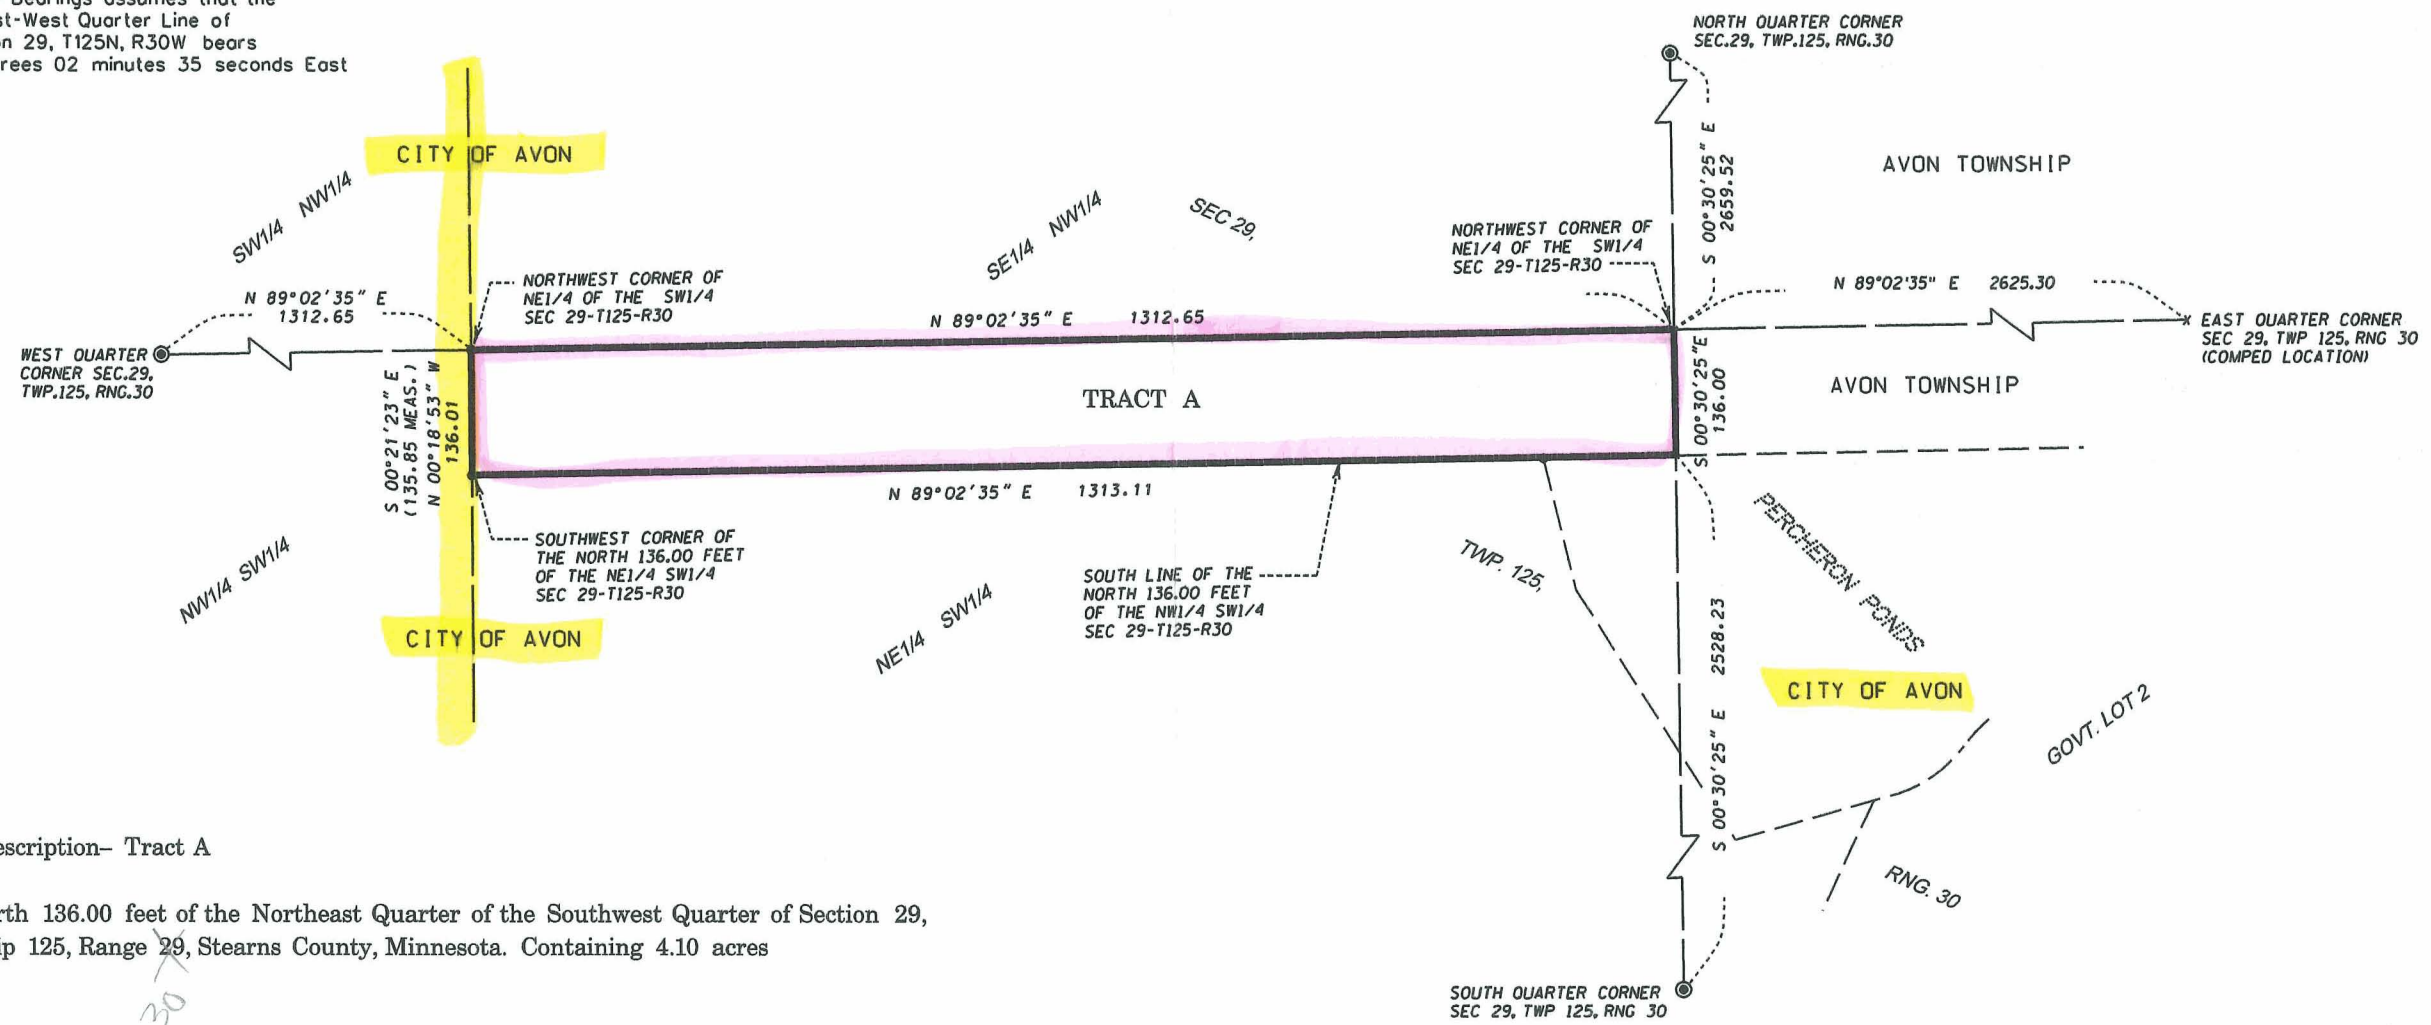 Bearings assumes that the
st-West Quarter Line of
n 29, T125N, R30W bears
rees 02 minutes 35 seconds East
NORTH QUARTER CORNER
SEC.29, TWP.125, RNG.30
CITY OF AVON
SW1/4 NW1/4
SE1/4 NW1/4
SEC 29,
S 00°30'25" E
2659.52
AVON TOWNSHIP
NORTHWEST CORNER OF
NE1/4 OF THE SW1/4
SEC 29-T125-R30
NORTHWEST CORNER OF
NE1/4 OF THE SW1/4
SEC 29-T125-R30
N 89°02'35" E
1312.65
N 89°02'35" E 1312.65
N 89°02'35" E 2625.30
WEST QUARTER
CORNER SEC.29,
TWP.125, RNG.30
EAST QUARTER CORNER
SEC 29, TWP 125, RNG 30
(COMPED LOCATION)
S 00°21'23" E
(135.85 MEAS.)
N 00°18'53" W
136.01
TRACT A
S 00°30'25"E
136.00
AVON TOWNSHIP
N 89°02'35" E 1313.11
SOUTHWEST CORNER OF
THE NORTH 136.00 FEET
OF THE NE1/4 SW1/4
SEC 29-T125-R30
NW1/4 SW1/4
CITY OF AVON
NE1/4 SW1/4
SOUTH LINE OF THE
NORTH 136.00 FEET
OF THE NW1/4 SW1/4
SEC 29-T125-R30
TWP. 125,
PERCHERON PONDS
S 00°30'25" E 2528.23
CITY OF AVON
GOVT. LOT 2
RNG. 30
escription– Tract A
rth 136.00 feet of the Northeast Quarter of the Southwest Quarter of Section 29,
ip 125, Range 29, Stearns County, Minnesota. Containing 4.10 acres
30
SOUTH QUARTER CORNER
SEC 29, TWP 125, RNG 30